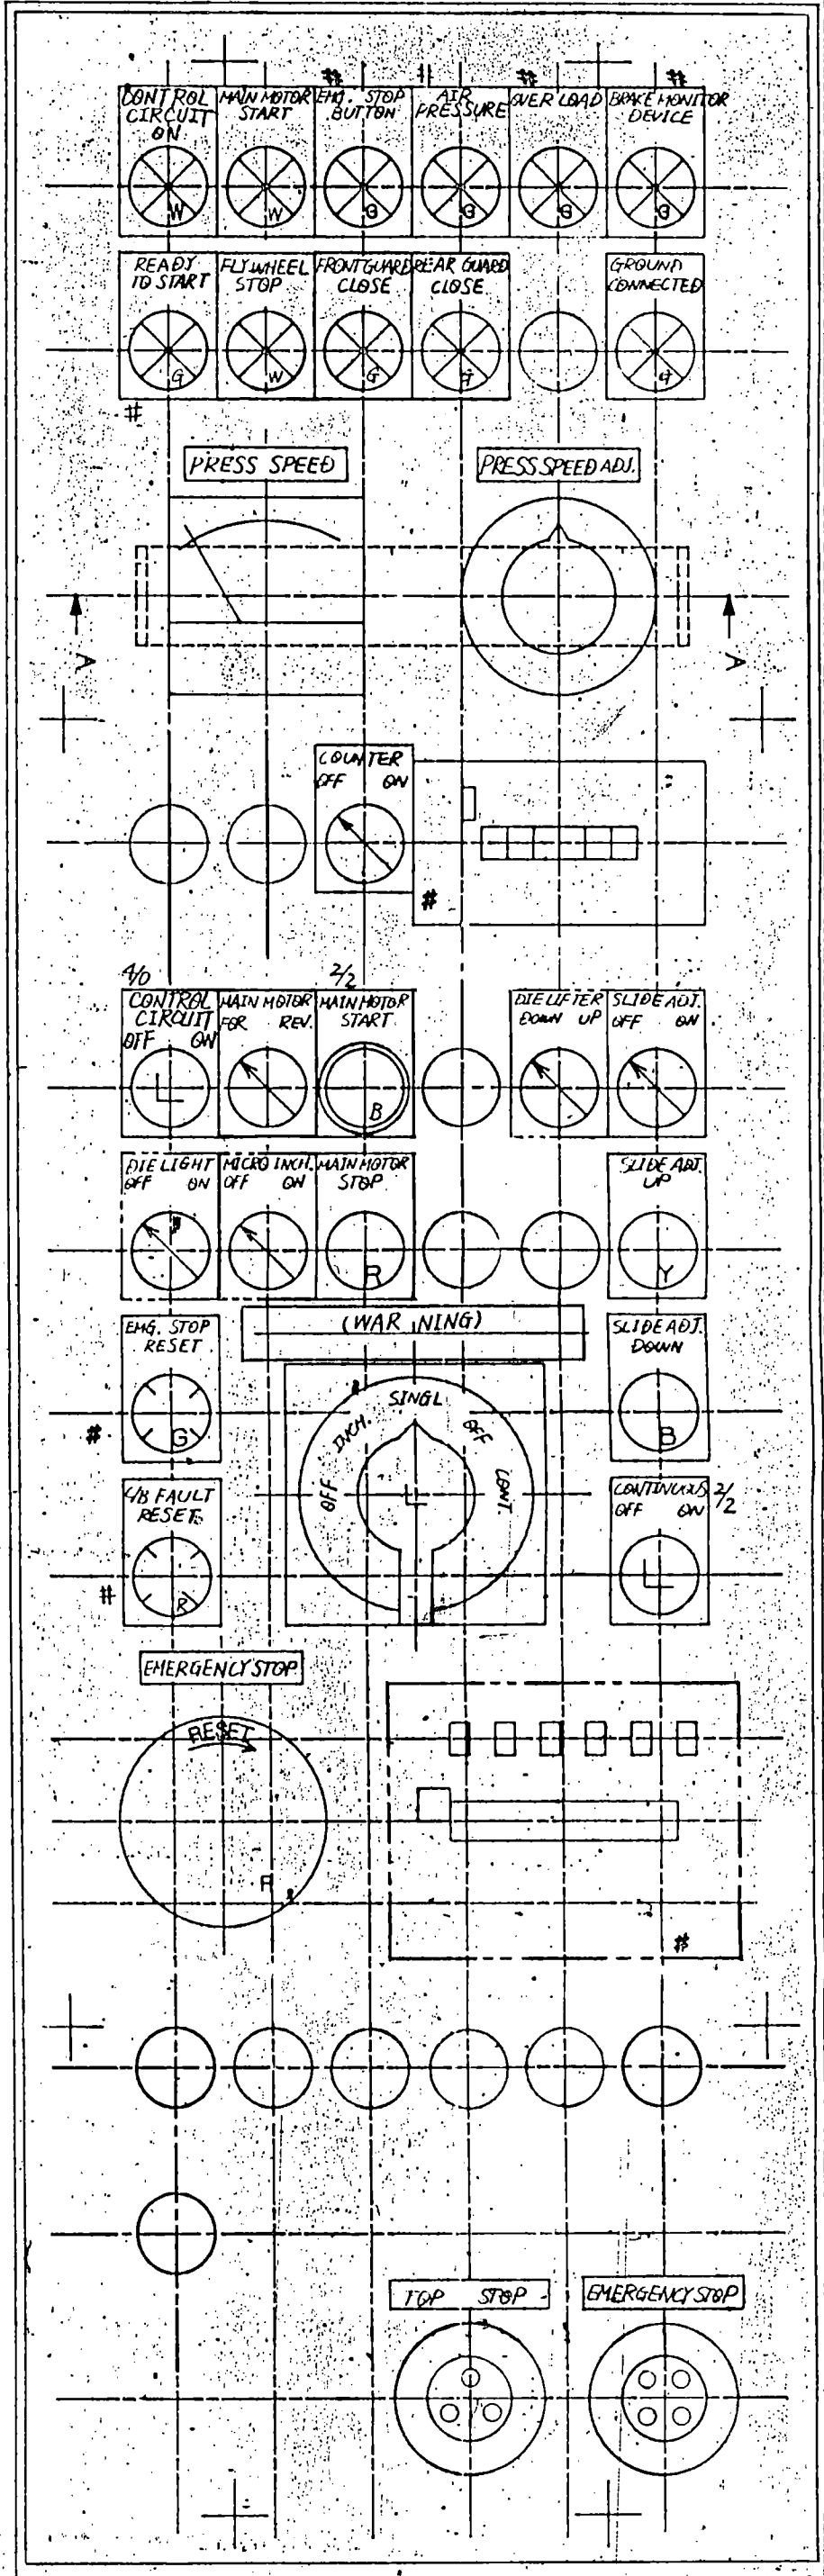 # # # #
CONTROL CIRCUIT ON
MAIN MOTOR START
EMG. STOP BUTTON
AIR PRESSURE
OVER LOAD
BRAKE MONITOR DEVICE
W W G G G G
READY TO START
FLYWHEEL STOP
FRONT GUARD CLOSE
REAR GUARD CLOSE
GROUND CONNECTED
G W G G G
#
PRESS SPEED
PRESS SPEED ADJ.
A A
COUNTER
OFF ON
#
4/0 2/2
CONTROL CIRCUIT
OFF ON
MAIN MOTOR
FOR REV.
MAIN MOTOR START
B
DIE LIFTER
DOWN UP
SLIDE ADJ.
OFF ON
DIE LIGHT
OFF ON
MICRO INCH.
OFF ON
MAIN MOTOR STOP
R
SLIDE ADJ. UP
Y
EMG. STOP RESET
G
#
(WARNING)
OFF INCH. SINGL OFF CONT.
SLIDE ADJ. DOWN
B
C/B FAULT RESET
R
#
CONTINUOUS 2/2
OFF ON
EMERGENCY STOP
RESET
R
#
TOP STOP
EMERGENCY STOP